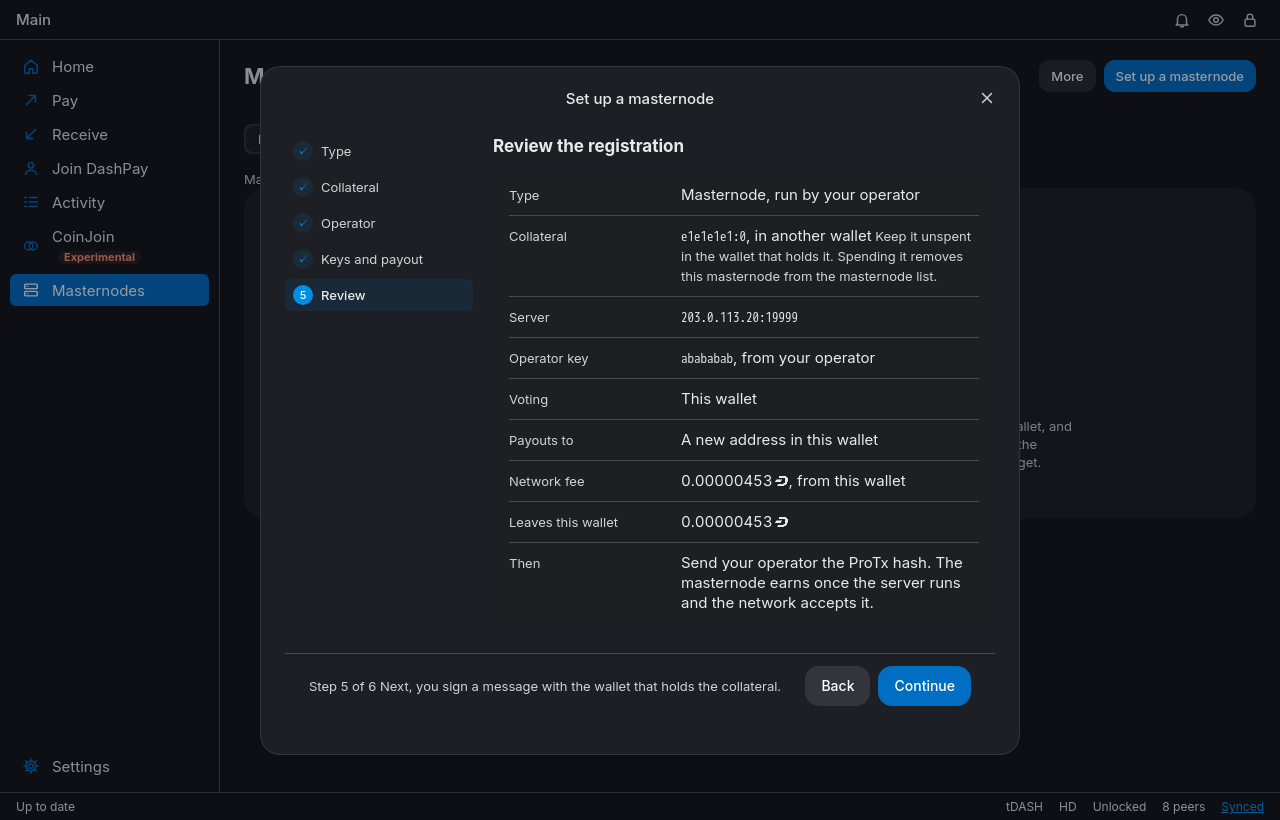 Main
Home
Pay
Receive
Join DashPay
Activity
CoinJoin
Experimental
Masternodes
Settings
More
Set up a masternode
Set up a masternode
✓ Type
✓ Collateral
✓ Operator
✓ Keys and payout
5 Review
Review the registration
Type Masternode, run by your operator
Collateral e1e1e1e1:0, in another wallet Keep it unspent
in the wallet that holds it. Spending it removes
this masternode from the masternode list.
Server 203.0.113.20:19999
Operator key abababab, from your operator
Voting This wallet
Payouts to A new address in this wallet
Network fee 0.00000453, from this wallet
Leaves this wallet 0.00000453
Then Send your operator the ProTx hash. The
masternode earns once the server runs
and the network accepts it.
Step 5 of 6 Next, you sign a message with the wallet that holds the collateral.
Back
Continue
and
the
Up to date
tDASH HD Unlocked 8 peers Synced